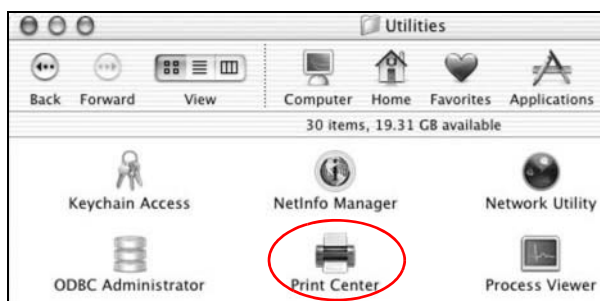 Utilities
Back Forward View Computer Home Favorites Applications
30 items, 19.31 GB available
Keychain Access NetInfo Manager Network Utility
ODBC Administrator Print Center Process Viewer